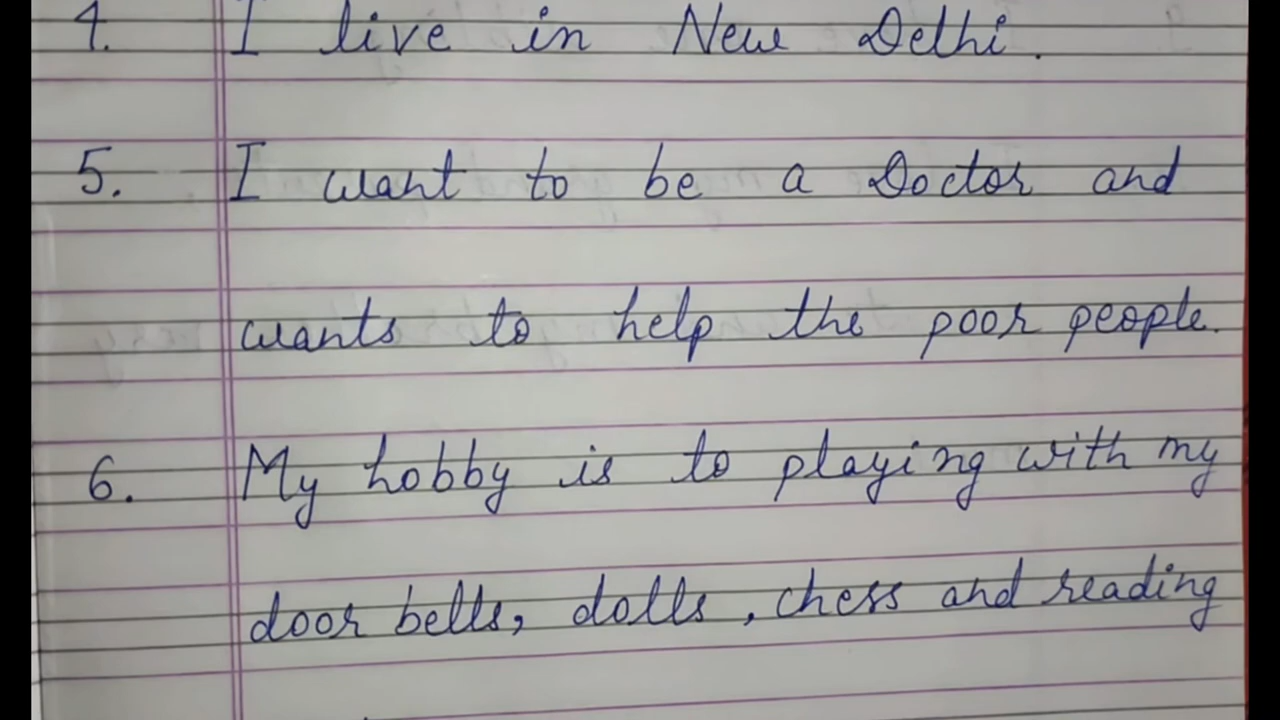 4. I live in New Delhi.
5. I want to be a Doctor and
wants to help the poor people.
6. My hobby is to playing with my
door bells, dolls, chess and reading